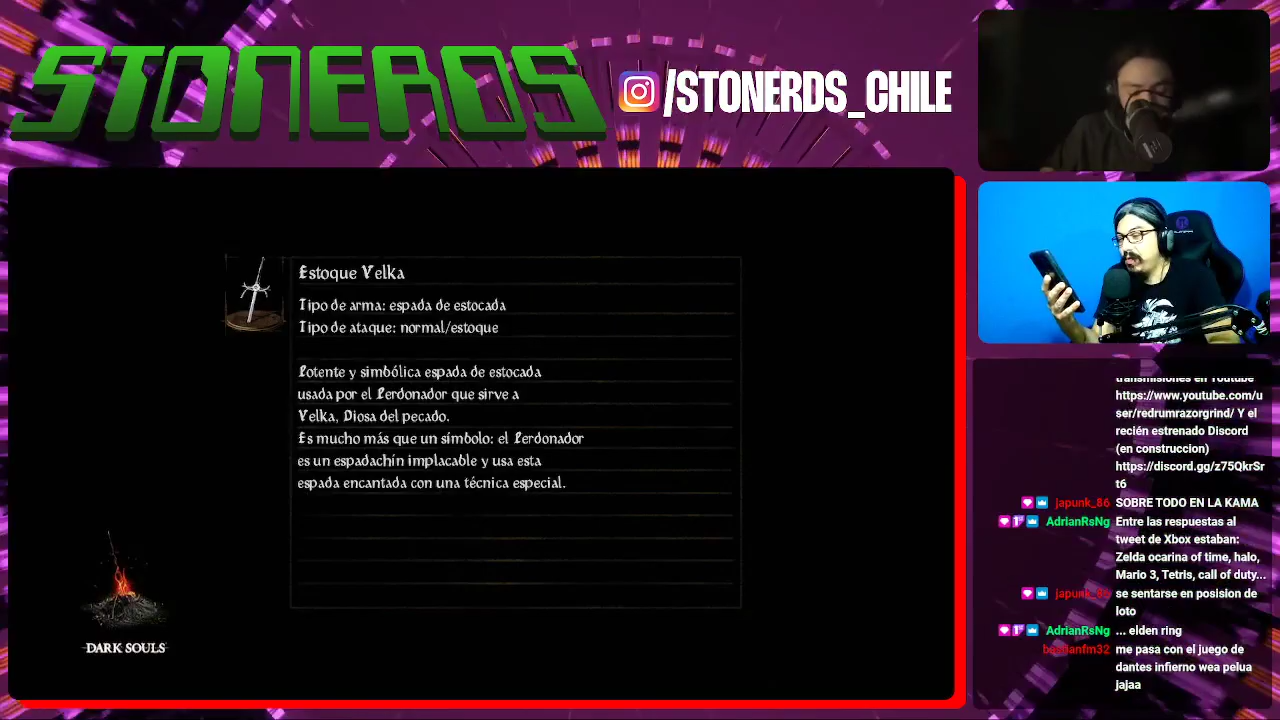 STONERDS
/STONERDS_CHILE
Estoque Velka
Tipo de arma: espada de estocada
Tipo de ataque: normal/estoque
Potente y simbólica espada de estocada
usada por el Perdonador que sirve a
Velka, Diosa del pecado.
Es mucho más que un símbolo: el Perdonador
es un espadachín implacable y usa esta
espada encantada con una técnica especial.
DARK SOULS
transmisiones en Youtube
https://www.youtube.com/u
ser/redrumrazorgrind/ Y el
recién estrenado Discord
(en construccion)
https://discord.gg/z75QkrSr
t6
japunk_86 SOBRE TODO EN LA KAMA
AdrianRsNg Entre las respuestas al
tweet de Xbox estaban:
Zelda ocarina of time, halo,
Mario 3, Tetris, call of duty...
japunk_86 se sentarse en posision de
loto
AdrianRsNg ... elden ring
me pasa con el juego de
dantes infierno wea pelua
jajaa